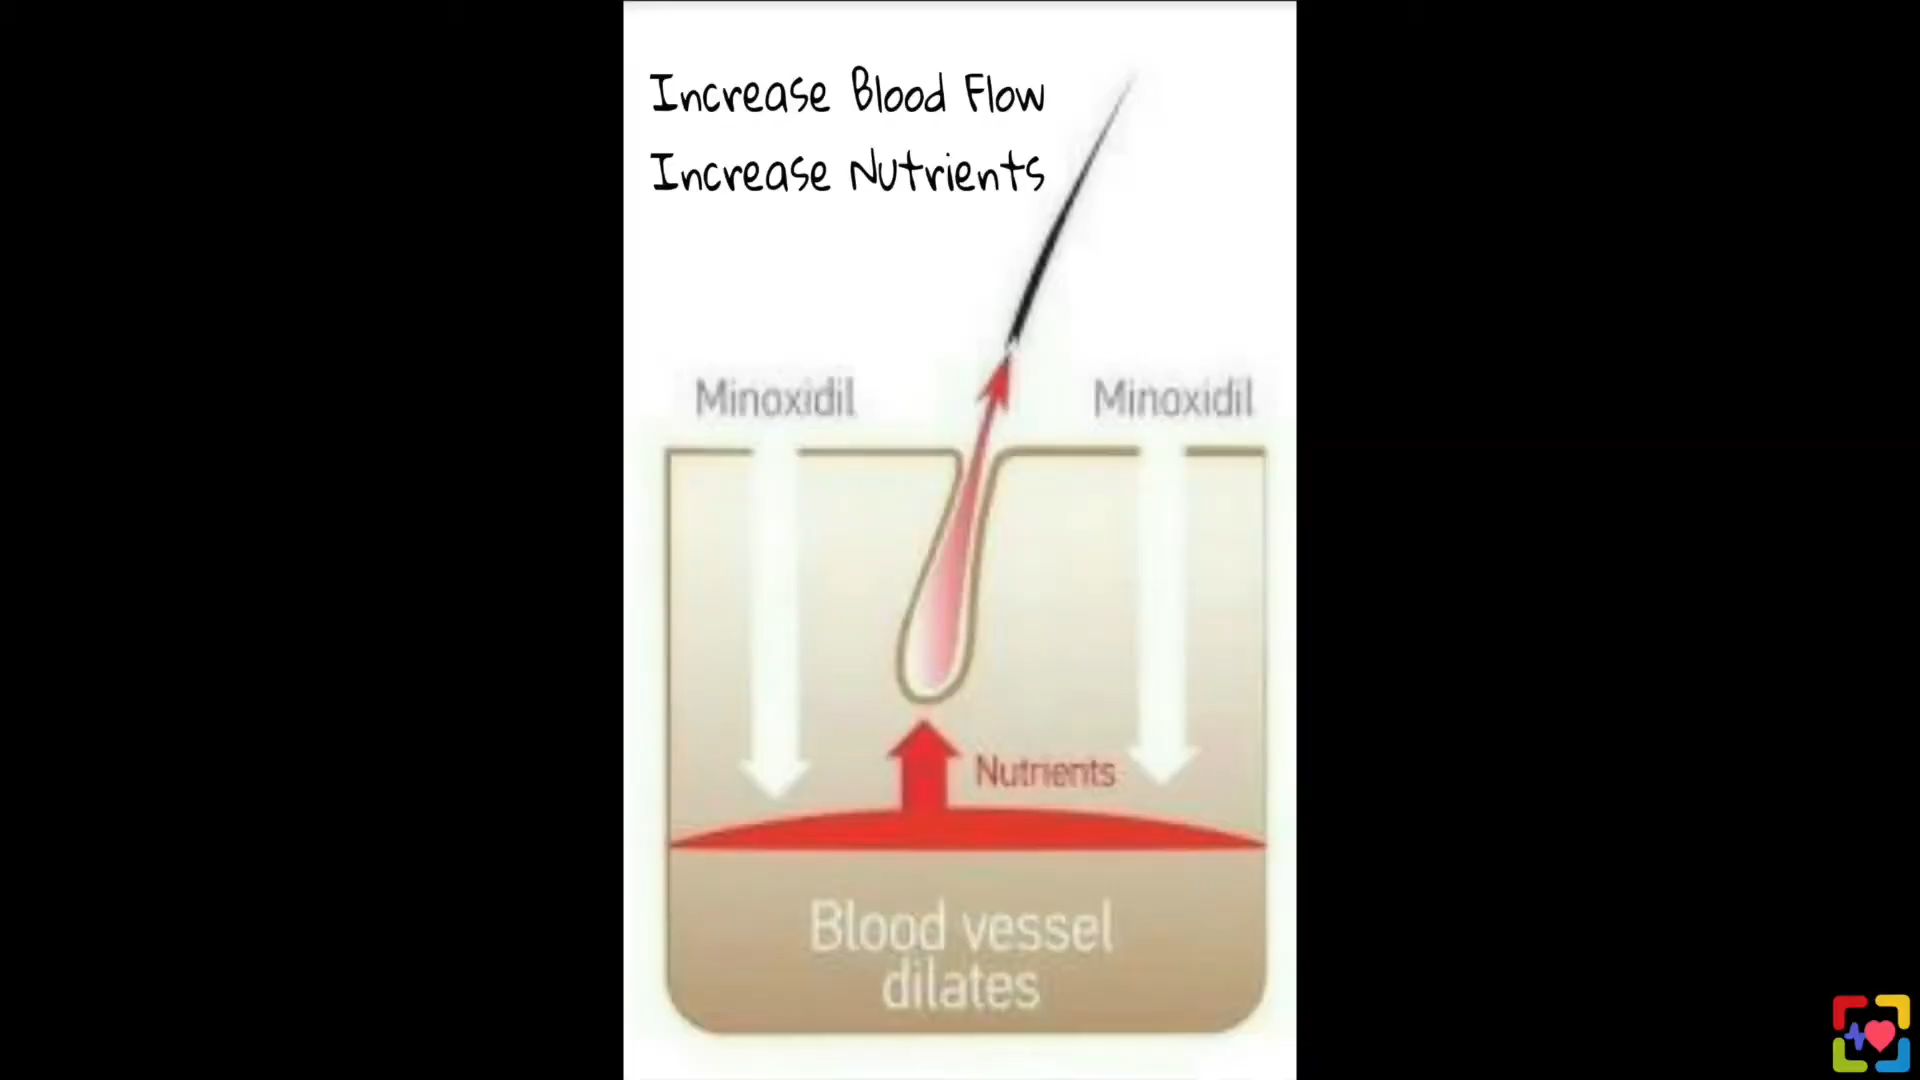 Increase Blood Flow
Increase Nutrients
Minoxidil
Minoxidil
Nutrients
Blood vessel
dilates